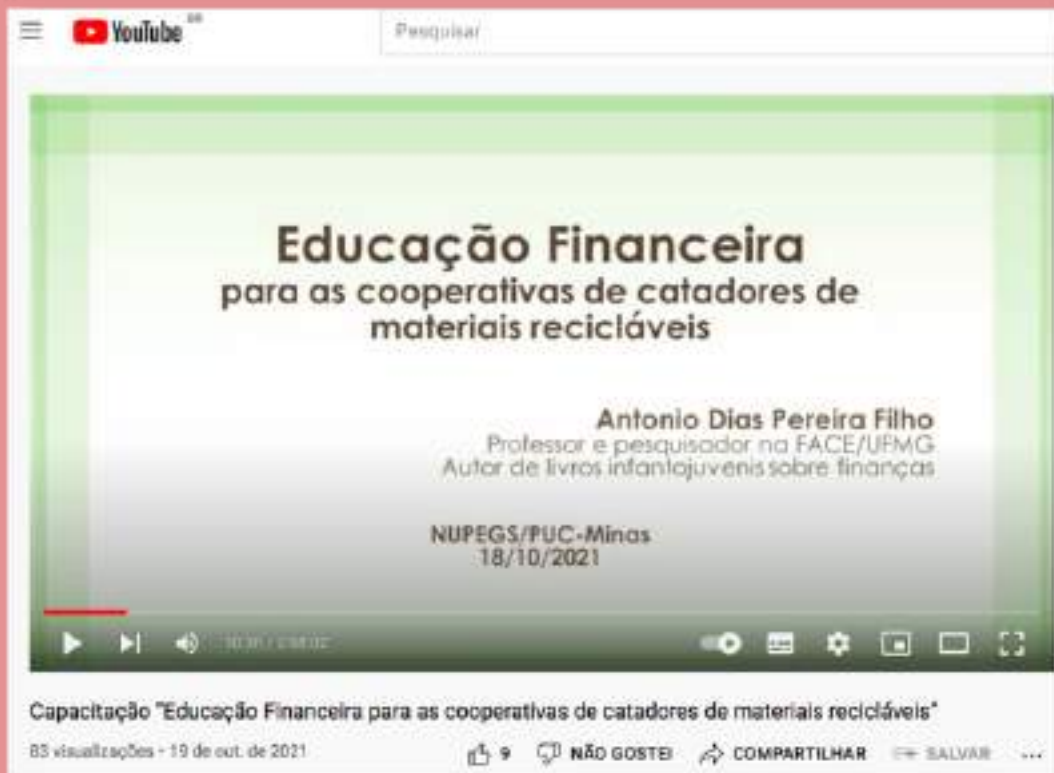 YouTube BR
Pesquisar
Educação Financeira
para as cooperativas de catadores de
materiais recicláveis
Antonio Dias Pereira Filho
Professor e pesquisador na FACE/UFMG
Autor de livros infantojuvenis sobre finanças
NUPEGS/PUC-Minas
18/10/2021
Capacitação "Educação Financeira para as cooperativas de catadores de materiais recicláveis"
83 visualizações - 19 de out. de 2021 9 NÃO GOSTEI COMPARTILHAR SALVAR ...